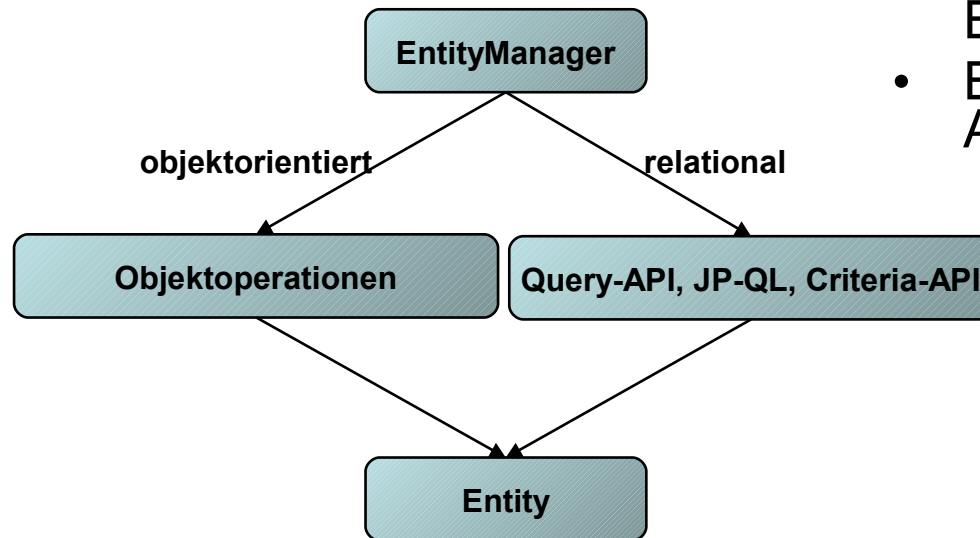 EntityManager
objektorientiert
relational
Objektoperationen
Query-API, JP-QL, Criteria-API
Entity
•